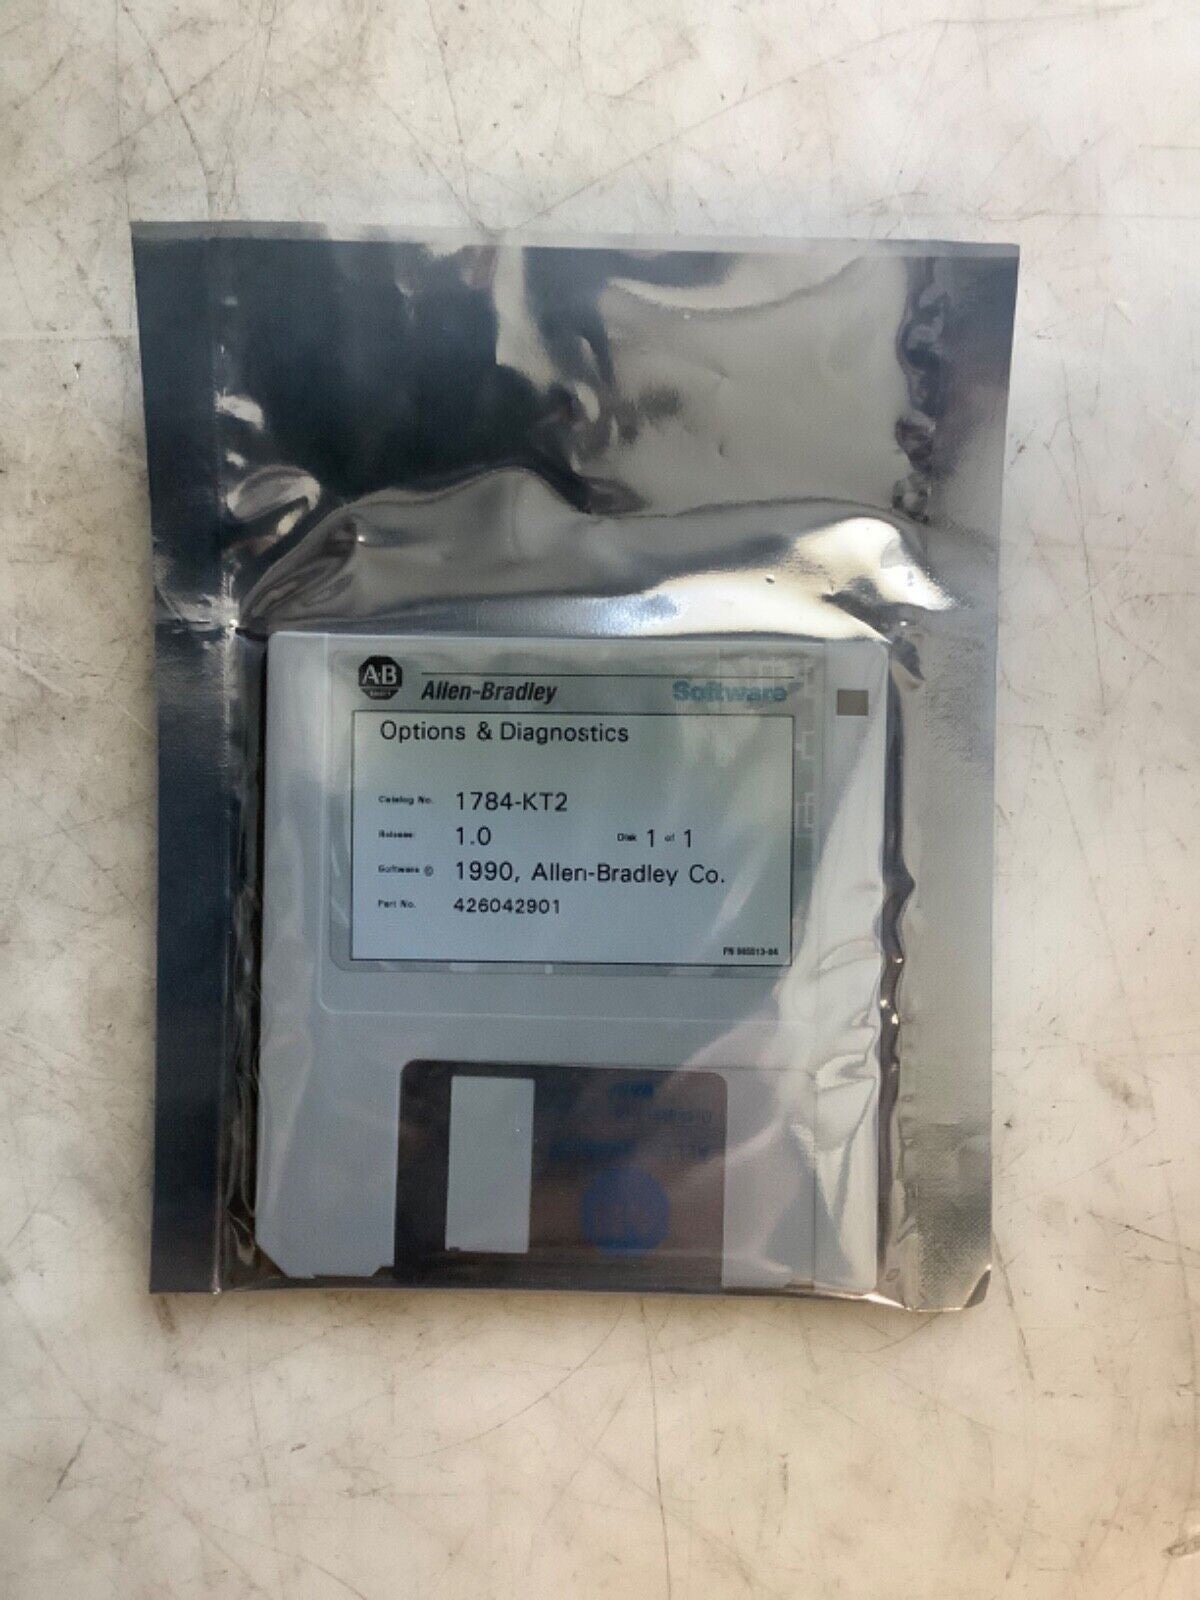 A-B
Allen-Bradley Software
Options & Diagnostics
Catalog No. 1784-KT2
Release 1.0 Disk 1 of 1
Software © 1990, Allen-Bradley Co.
Part No. 426042901